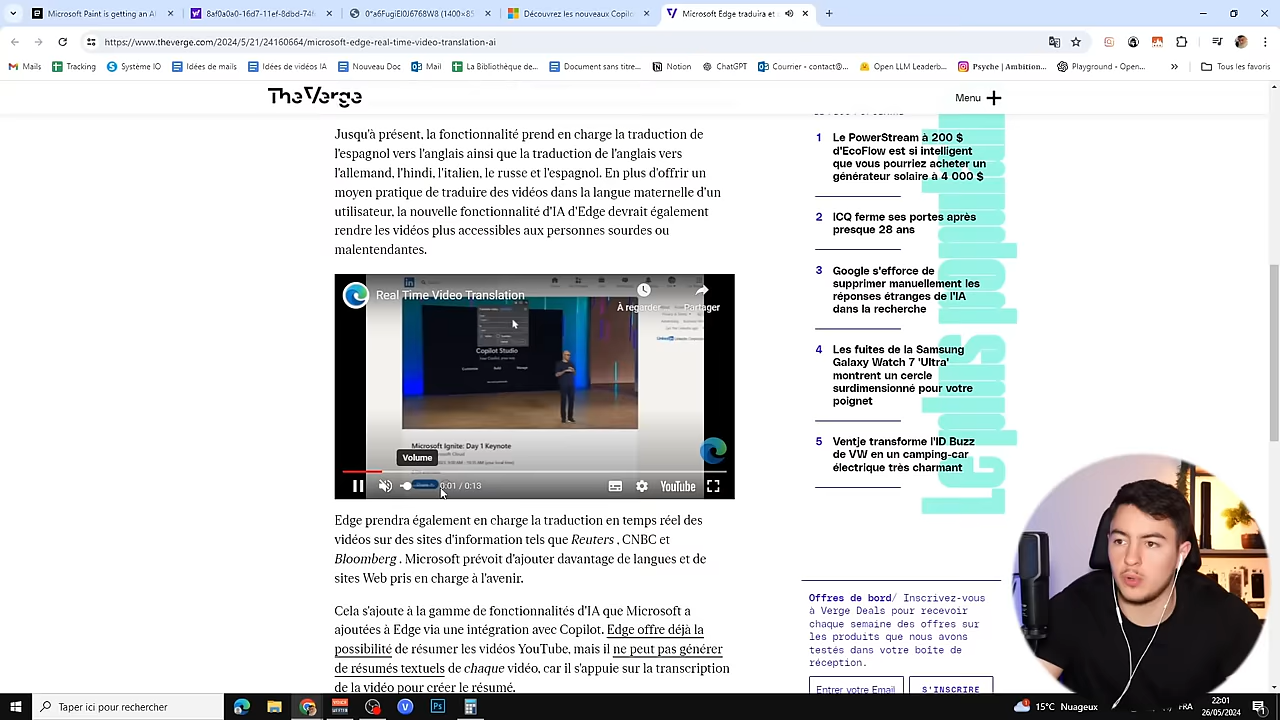 Microsoft Paint is getting an AI
8af0a0a0-16d7-11ef-8dbd-74f
Découvrez les nouveaux Copil
Microsoft Edge traduira et
https://www.theverge.com/2024/5/21/24160664/microsoft-edge-real-time-video-translation-ai
Mails
Tracking
Système IO
Idées de mails
Idées de vidéos IA
Nouveau Doc
Mail
La Bibliothèque de...
Document sans titre...
Notion
ChatGPT
Courrier - contact@...
Open LLM Leaderb...
Psyche | Ambition...
Playground - Open...
Tous les favoris
The Verge
Menu
Jusqu'à présent, la fonctionnalité prend en charge la traduction de
l'espagnol vers l'anglais ainsi que la traduction de l'anglais vers
l'allemand, l'hindi, l'italien, le russe et l'espagnol. En plus d'offrir un
moyen pratique de traduire des vidéos dans la langue maternelle d'un
utilisateur, la nouvelle fonctionnalité d'IA d'Edge devrait également
rendre les vidéos plus accessibles aux personnes sourdes ou
malentendantes.
Real Time Video Translation
À regarder
Partager
Copilot Studio
Microsoft Ignite: Day 1 Keynote
Volume
0:01 / 0:13
YouTube
Edge prendra également en charge la traduction en temps réel des
vidéos sur des sites d'information tels que Reuters , CNBC et
Bloomberg . Microsoft prévoit d'ajouter davantage de langues et de
sites Web pris en charge à l'avenir.
Cela s'ajoute à la gamme de fonctionnalités d'IA que Microsoft a
ajoutées à Edge via une intégration avec Copilot. Edge offre déjà la
possibilité de résumer les vidéos YouTube, mais il ne peut pas générer
de résumés textuels de chaque vidéo, car il s'appuie sur la transcription
de la vidéo pour créer le résumé.
1 Le PowerStream à 200 $
d'EcoFlow est si intelligent
que vous pourriez acheter un
générateur solaire à 4 000 $
2 ICQ ferme ses portes après
presque 28 ans
3 Google s'efforce de
supprimer manuellement les
réponses étranges de l'IA
dans la recherche
4 Les fuites de la Samsung
Galaxy Watch 7 'Ultra'
montrent un cercle
surdimensionné pour votre
poignet
5 Ventje transforme l'ID Buzz
de VW en un camping-car
électrique très charmant
Le plus populaire
Offres de bord/ Inscrivez-vous
à Verge Deals pour recevoir
chaque semaine des offres sur
les produits que nous avons
testés dans votre boîte de
réception.
Entrer votre Email
S'INSCRIRE
Taper ici pour rechercher
15°C Nuageux
FRA
22:01
26/05/2024